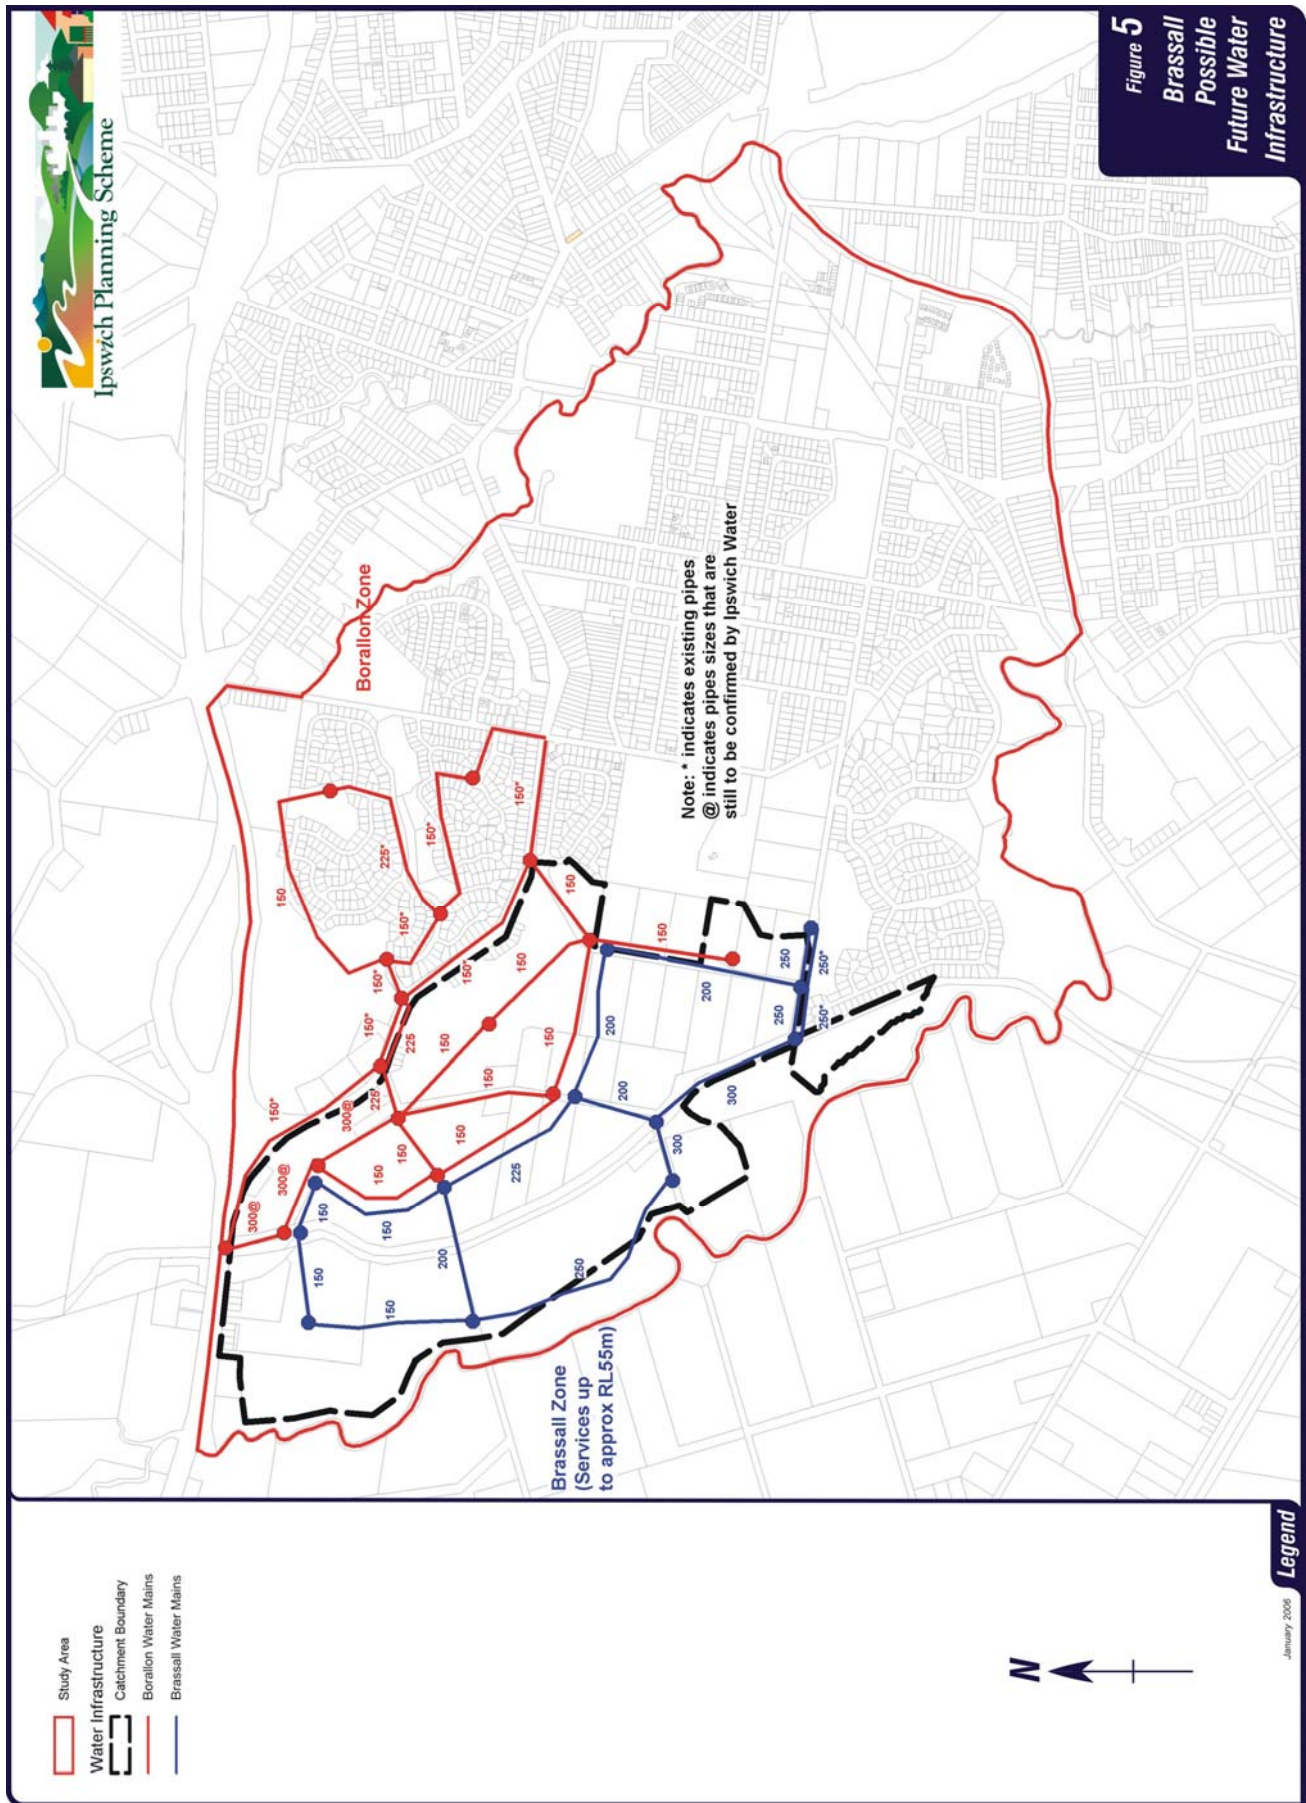 Ipswich Planning Scheme
Figure 5
Brassall
Possible
Future Water
Infrastructure
Borallon Zone
Note: * indicates existing pipes
@ indicates pipes sizes that are
still to be confirmed by Ipswich Water
Brassall Zone
(Services up
to approx RL55m)
150
225*
150*
150*
150*
150*
150*
150*
150*
225
225*
300@
300@
300@
150
150
150
150
150
150
150
150
150
150
150
150
150
150
200
225
250
200
200
200
300
300
250
250
250*
250*
Study Area
Water Infrastructure
Catchment Boundary
Borallon Water Mains
Brassall Water Mains
N
January 2006
Legend